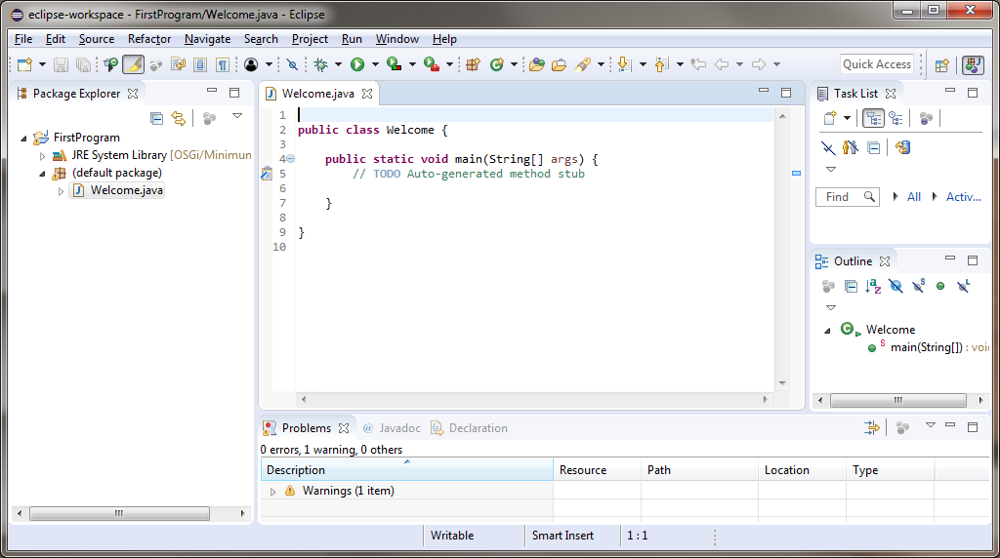 eclipse-workspace - FirstProgram/Welcome.java - Eclipse
File Edit Source Refactor Navigate Search Project Run Window Help
Quick Access
Package Explorer
FirstProgram
JRE System Library [OSGi/Minimun
(default package)
Welcome.java
Welcome.java
1
2 public class Welcome {
3
4 public static void main(String[] args) {
5 // TODO Auto-generated method stub
6
7 }
8
9 }
10
Task List
Find All Activ...
Outline
Welcome
main(String[]) : voi
Problems @ Javadoc Declaration
0 errors, 1 warning, 0 others
Description Resource Path Location Type
Warnings (1 item)
Writable Smart Insert 1 : 1